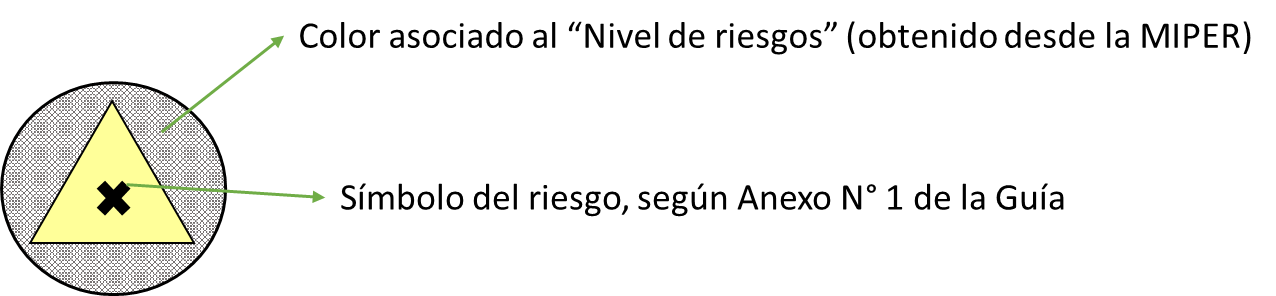 Color asociado al “Nivel de riesgos” (obtenido desde la MIPER)
Símbolo del riesgo, según Anexo N° 1 de la Guía